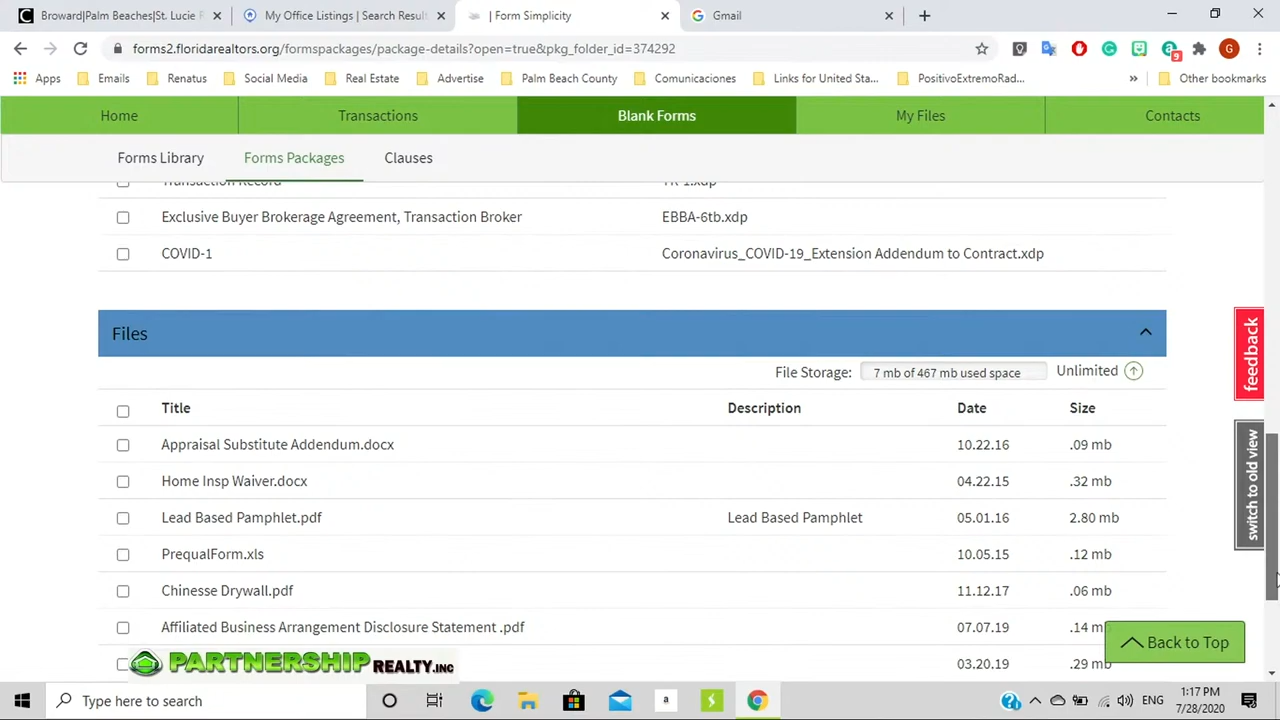 Broward|Palm Beaches|St. Lucie R
My Office Listings | Search Resul
| Form Simplicity
Gmail
forms2.floridarealtors.org/formspackages/package-details?open=true&pkg_folder_id=374292
Apps Emails Renatus Social Media Real Estate Advertise Palm Beach County Comunicaciones Links for United Sta... PositivoExtremoRad... » Other bookmarks
Home Transactions Blank Forms My Files Contacts
Forms Library Forms Packages Clauses
Transaction Record TR-1.xdp
Exclusive Buyer Brokerage Agreement, Transaction Broker EBBA-6tb.xdp
COVID-1 Coronavirus_COVID-19_Extension Addendum to Contract.xdp
Files
File Storage: 7 mb of 467 mb used space Unlimited
Title Description Date Size
Appraisal Substitute Addendum.docx 10.22.16 .09 mb
Home Insp Waiver.docx 04.22.15 .32 mb
Lead Based Pamphlet.pdf Lead Based Pamphlet 05.01.16 2.80 mb
PrequalForm.xls 10.05.15 .12 mb
Chinesse Drywall.pdf 11.12.17 .06 mb
Affiliated Business Arrangement Disclosure Statement .pdf 07.07.19 .14 mb
03.20.19 .29 mb
feedback
switch to old view
Back to Top
PARTNERSHIP REALTY.INC
Type here to search
ENG
1:17 PM
7/28/2020